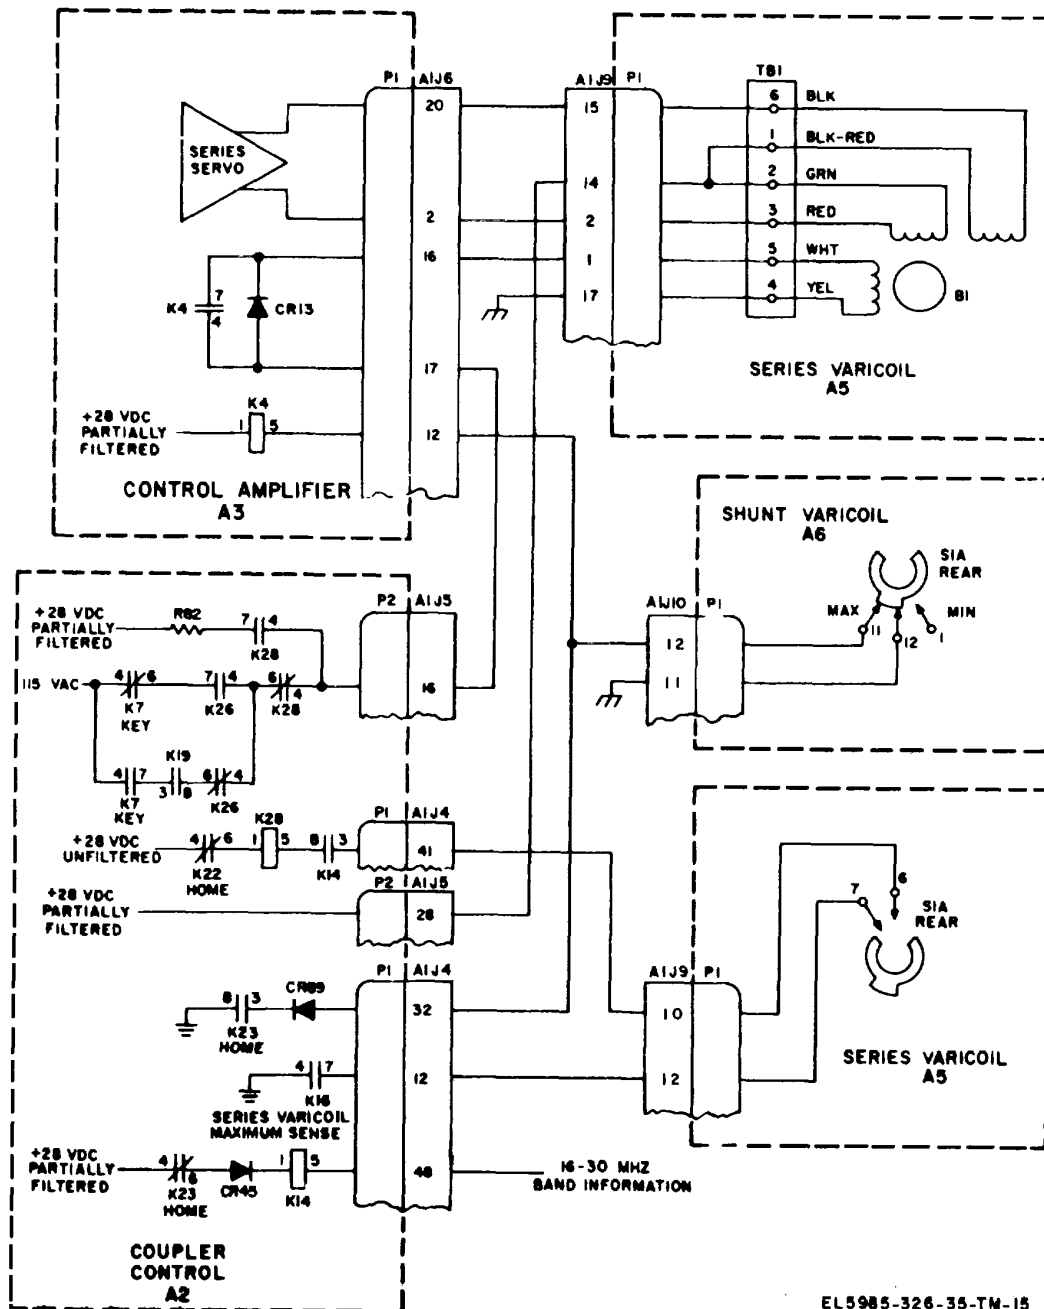 P1 A1J6
20
2
16
17
12
SERIES
SERVO
K4
7
4
CR13
K4
+28 VDC
PARTIALLY
FILTERED
1
5
CONTROL AMPLIFIER
A3
A1J9 P1
15
14
2
1
17
TB1
6 BLK
1 BLK-RED
2 GRN
3 RED
5 WHT
4 YEL
B1
SERIES VARICOIL
A5
SHUNT VARICOIL
A6
S1A
REAR
MAX
MIN
11
12
1
A1J10 P1
12
11
+28 VDC
PARTIALLY
FILTERED
R82
7 4
K28
115 VAC
4 6
K7
KEY
7 4
K26
6 4
K28
P2 A1J5
16
4 7
K7
KEY
K19
3 8
6 4
K26
+28 VDC
UNFILTERED
4 6
K22
HOME
K28
1 5
8 3
K14
P1 A1J4
41
+28 VDC
PARTIALLY
FILTERED
P2 A1J5
28
P1 A1J4
32
12
48
8 3
K23
HOME
CR89
4 7
K16
SERIES VARICOIL
MAXIMUM SENSE
+28 VDC
PARTIALLY
FILTERED
4 6
K23
HOME
CR45
1 5
K14
16-30 MHZ
BAND INFORMATION
COUPLER
CONTROL
A2
A1J9 P1
10
12
7
6
S1A
REAR
SERIES VARICOIL
A5
EL5985-326-35-TM-15